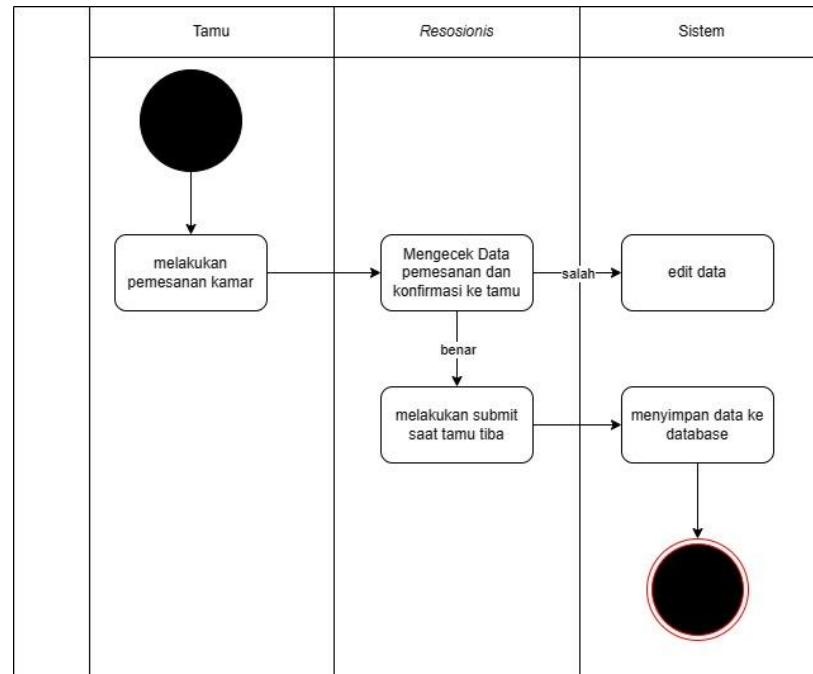 Tamu
Resosionis
Sistem
melakukan
pemesanan kamar
Mengecek Data
pemesanan dan
konfirmasi ke tamu
salah
edit data
benar
melakukan submit
saat tamu tiba
menyimpan data ke
database